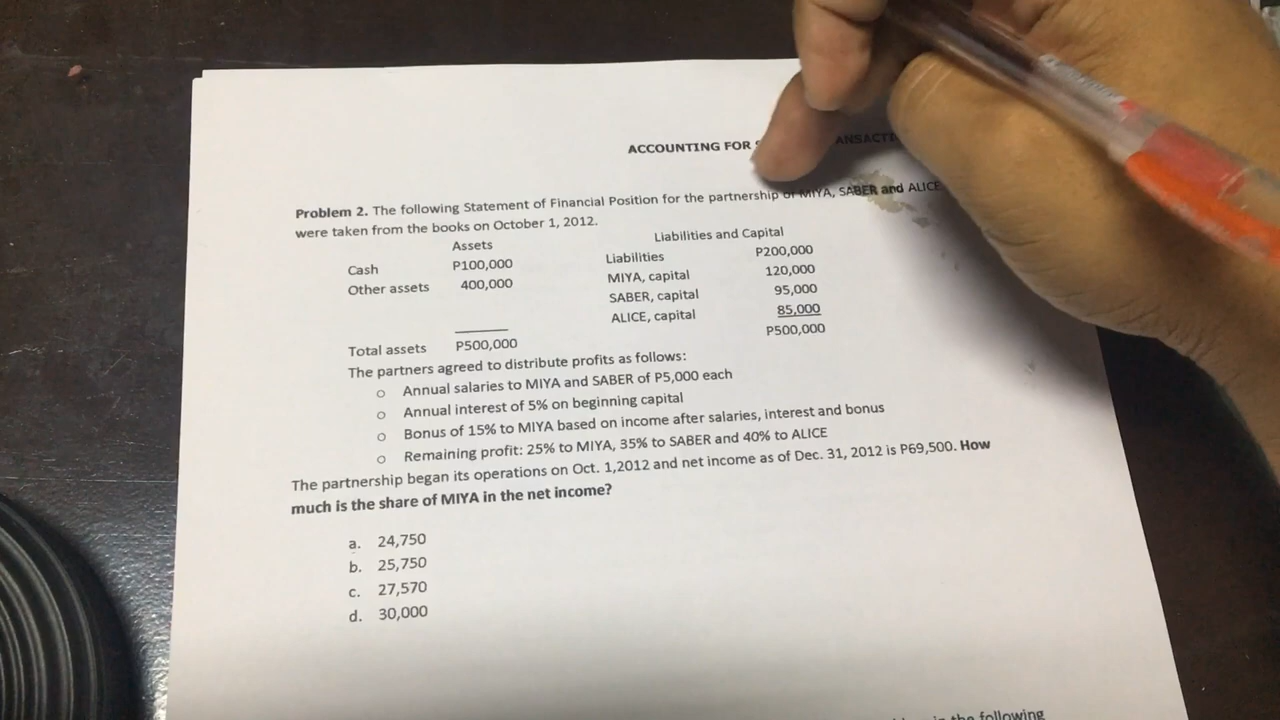 ACCOUNTING FOR
Problem 2. The following Statement of Financial Position for the partnership of MIYA, SABER and ALICE
were taken from the books on October 1, 2012.
Assets Liabilities and Capital
Cash P100,000 Liabilities P200,000
Other assets 400,000 MIYA, capital 120,000
SABER, capital 95,000
ALICE, capital 85,000
Total assets P500,000 P500,000
The partners agreed to distribute profits as follows:
o Annual salaries to MIYA and SABER of P5,000 each
o Annual interest of 5% on beginning capital
o Bonus of 15% to MIYA based on income after salaries, interest and bonus
o Remaining profit: 25% to MIYA, 35% to SABER and 40% to ALICE
The partnership began its operations on Oct. 1,2012 and net income as of Dec. 31, 2012 is P69,500. How
much is the share of MIYA in the net income?
a. 24,750
b. 25,750
c. 27,570
d. 30,000
in the following